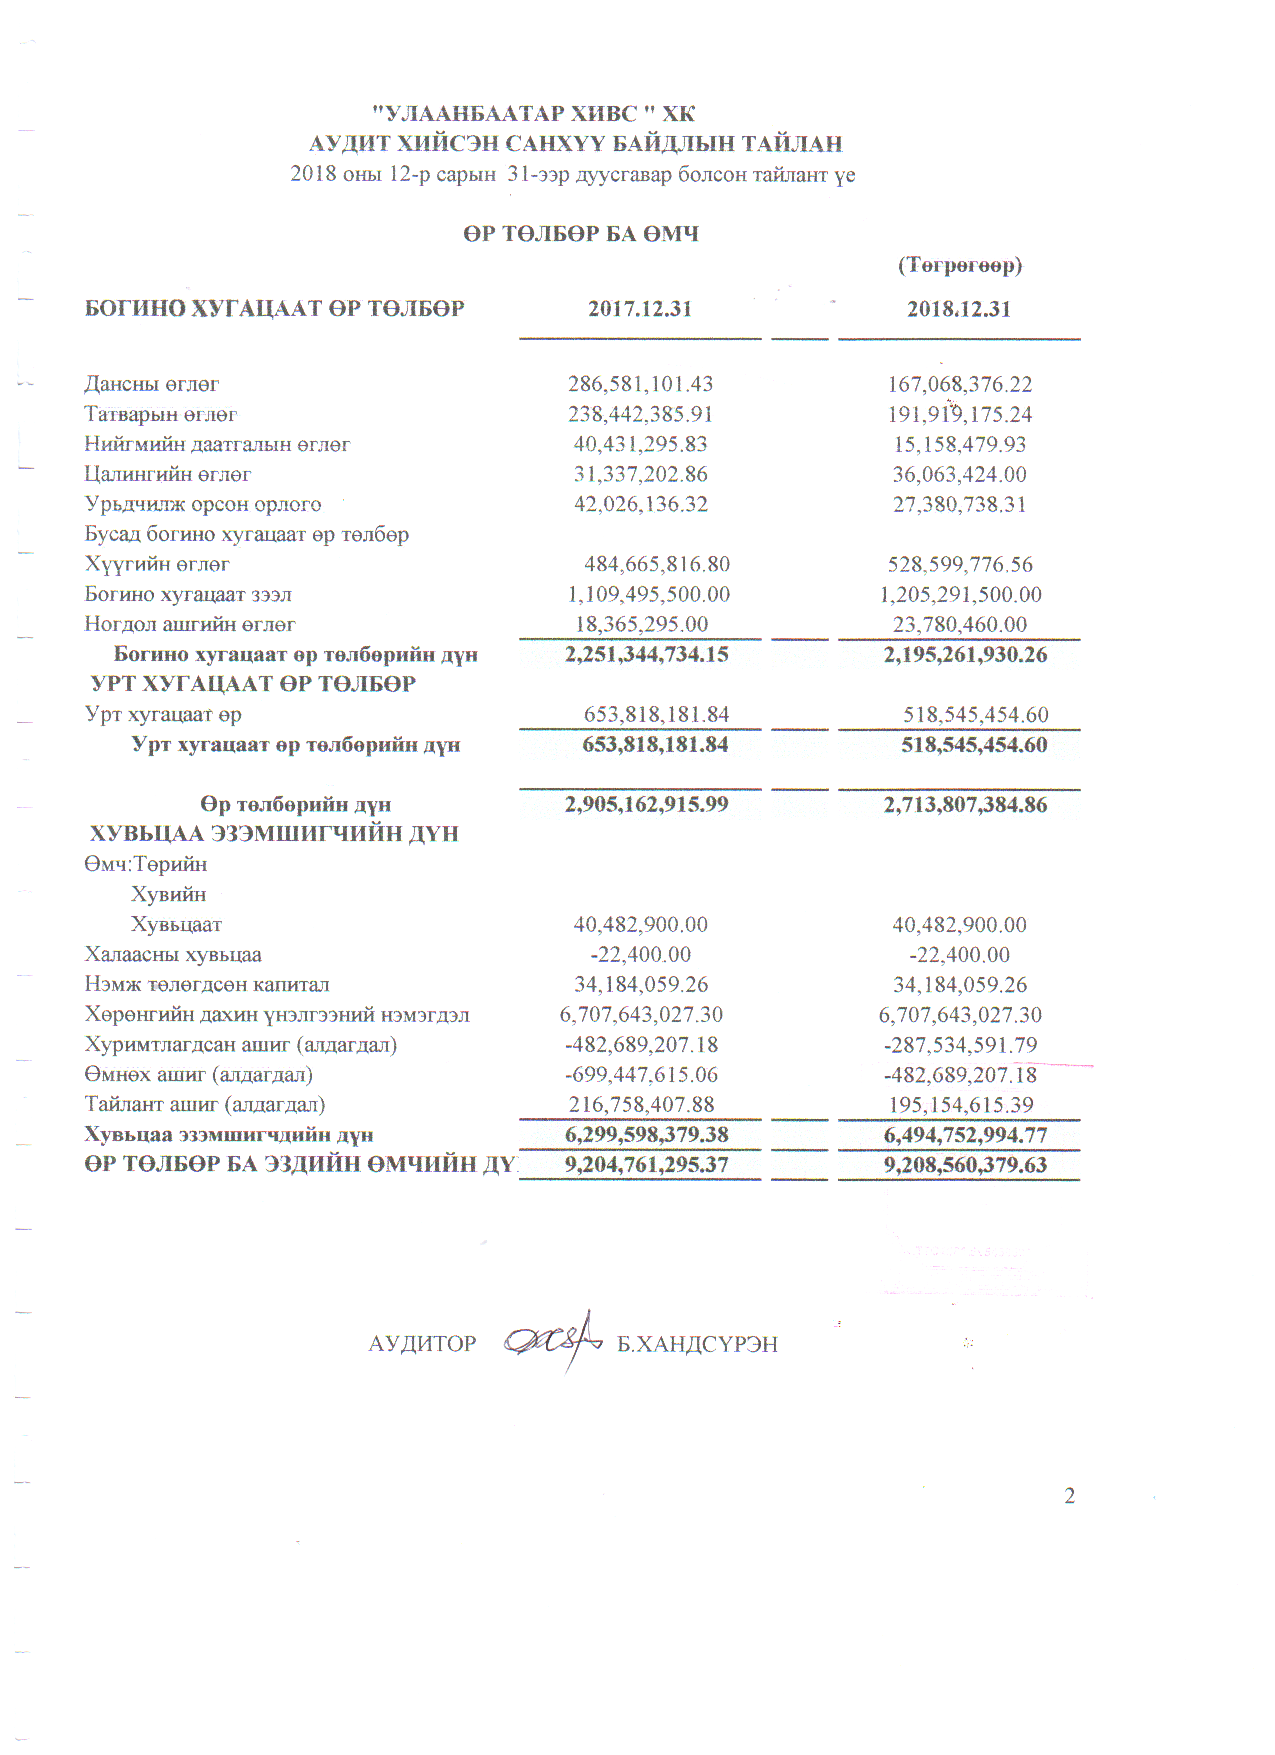 "УЛААНБААТАР ХИВС " ХК
АУДИТ ХИЙСЭН САНХҮҮ БАЙДЛЫН ТАЙЛАН
2018 оны 12-р сарын 31-ээр дуусгавар болсон тайлант үе
ӨР ТӨЛБӨР БА ӨМЧ
(Төгрөгөөр)
БОГИНО ХУГАЦААТ ӨР ТӨЛБӨР 2017.12.31 2018.12.31
Дансны өглөг 286,581,101.43 167,068,376.22
Татварын өглөг 238,442,385.91 191,919,175.24
Нийгмийн даатгалын өглөг 40,431,295.83 15,158,479.93
Цалингийн өглөг 31,337,202.86 36,063,424.00
Урьдчилж орсон орлого 42,026,136.32 27,380,738.31
Бусад богино хугацаат өр төлбөр
Хүүгийн өглөг 484,665,816.80 528,599,776.56
Богино хугацаат зээл 1,109,495,500.00 1,205,291,500.00
Ногдол ашгийн өглөг 18,365,295.00 23,780,460.00
Богино хугацаат өр төлбөрийн дүн 2,251,344,734.15 2,195,261,930.26
УРТ ХУГАЦААТ ӨР ТӨЛБӨР
Урт хугацаат өр 653,818,181.84 518,545,454.60
Урт хугацаат өр төлбөрийн дүн 653,818,181.84 518,545,454.60
Өр төлбөрийн дүн 2,905,162,915.99 2,713,807,384.86
ХУВЬЦАА ЭЗЭМШИГЧИЙН ДҮН
Өмч:Төрийн
Хувийн
Хувьцаат 40,482,900.00 40,482,900.00
Халаасны хувьцаа -22,400.00 -22,400.00
Нэмж төлөгдсөн капитал 34,184,059.26 34,184,059.26
Хөрөнгийн дахин үнэлгээний нэмэгдэл 6,707,643,027.30 6,707,643,027.30
Хуримтлагдсан ашиг (алдагдал) -482,689,207.18 -287,534,591.79
Өмнөх ашиг (алдагдал) -699,447,615.06 -482,689,207.18
Тайлант ашиг (алдагдал) 216,758,407.88 195,154,615.39
Хувьцаа эзэмшигчдийн дүн 6,299,598,379.38 6,494,752,994.77
ӨР ТӨЛБӨР БА ЭЗДИЙН ӨМЧИЙН ДҮ 9,204,761,295.37 9,208,560,379.63
АУДИТОР Б.ХАНДСҮРЭН
2